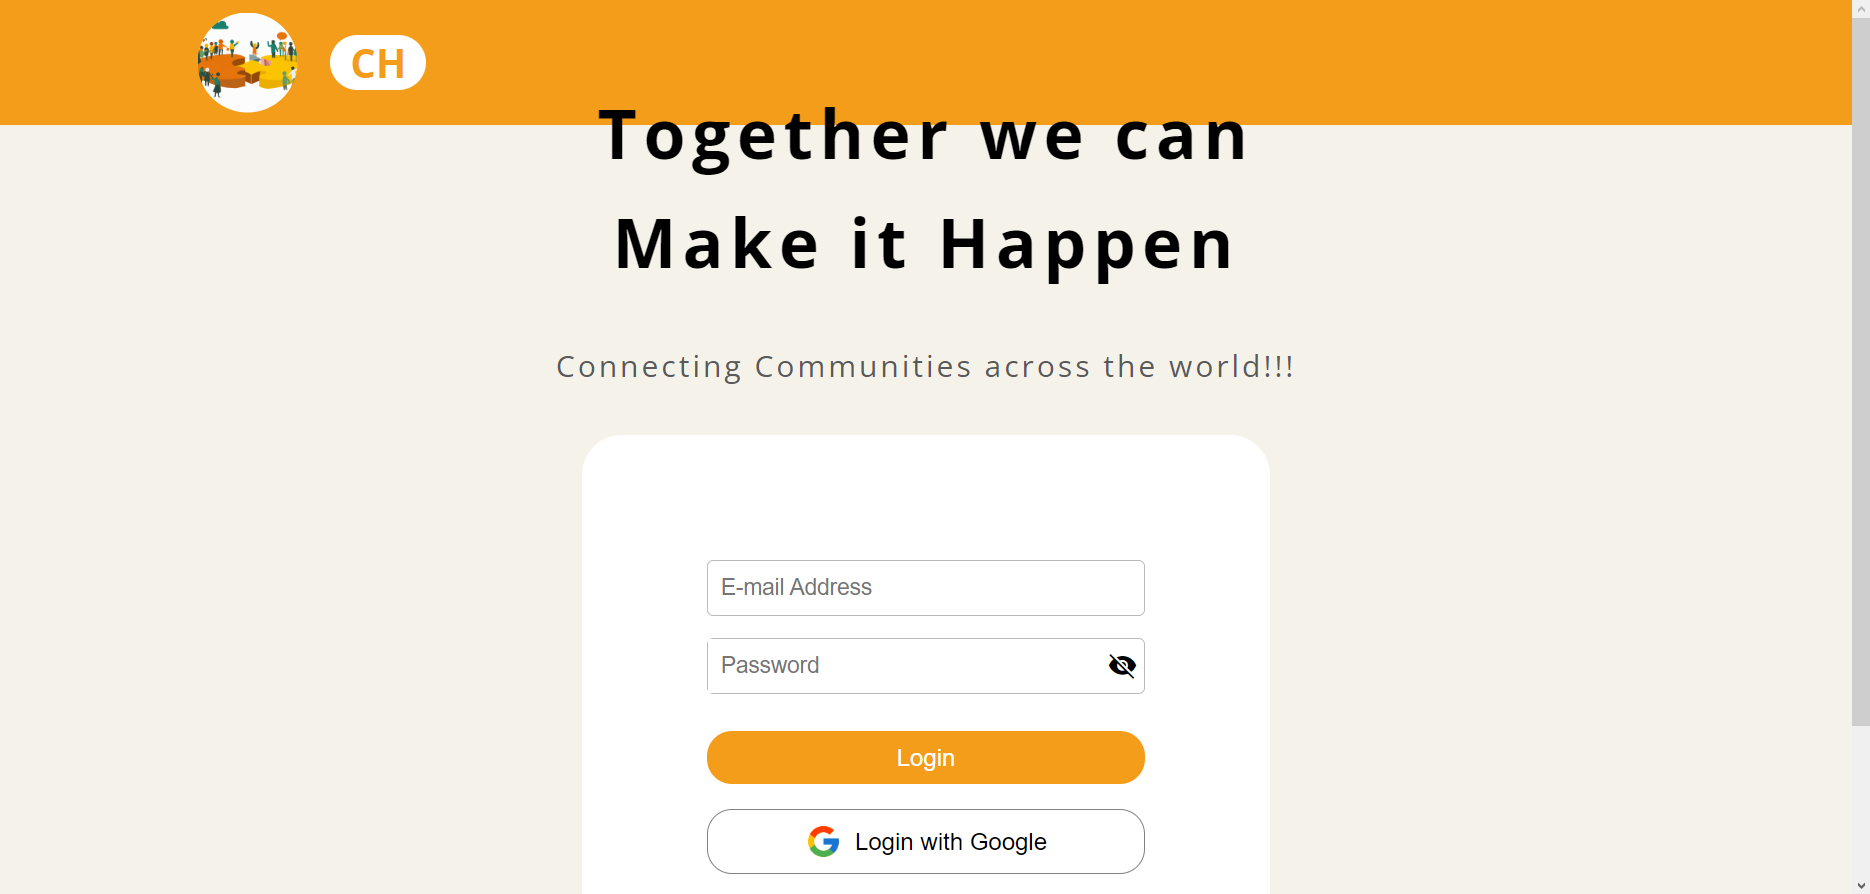 CH
Together we can
Make it Happen
Connecting Communities across the world!!!
E-mail Address
Password
Login
Login with Google